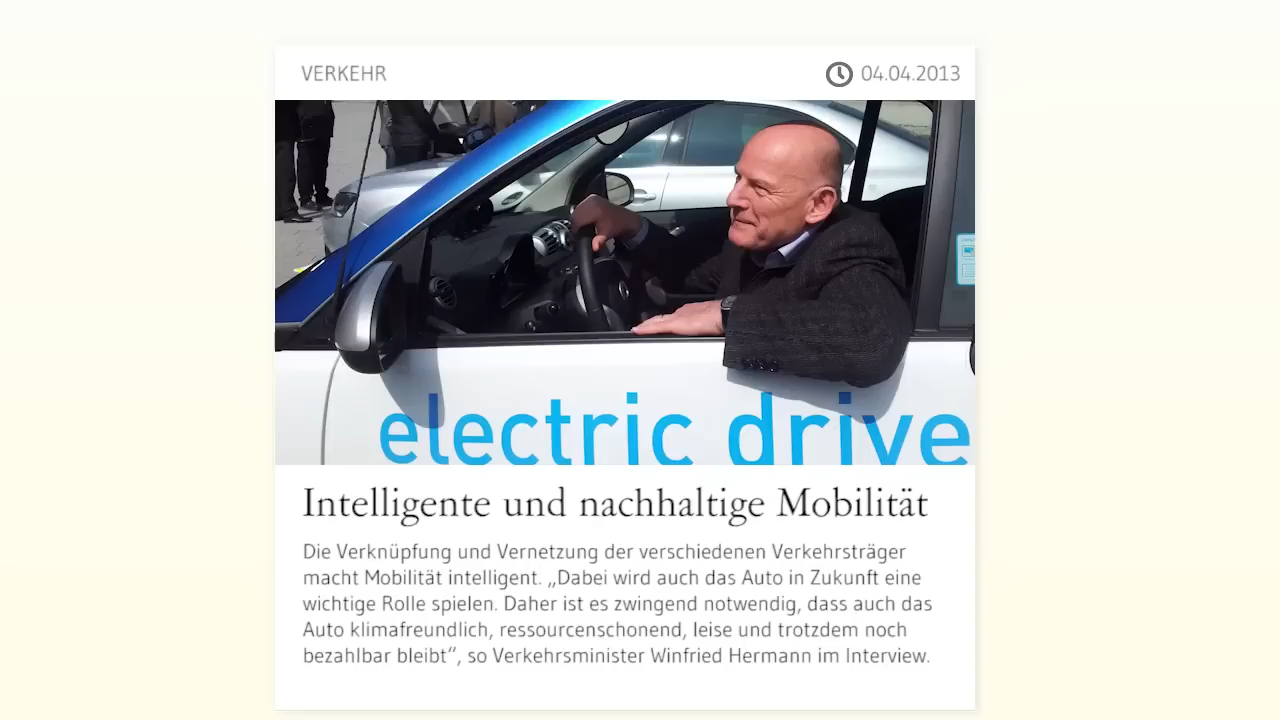 VERKEHR
04.04.2013
electric drive
Intelligente und nachhaltige Mobilität
Die Verknüpfung und Vernetzung der verschiedenen Verkehrsträger
macht Mobilität intelligent. „Dabei wird auch das Auto in Zukunft eine
wichtige Rolle spielen. Daher ist es zwingend notwendig, dass auch das
Auto klimafreundlich, ressourcenschonend, leise und trotzdem noch
bezahlbar bleibt“, so Verkehrsminister Winfried Hermann im Interview.